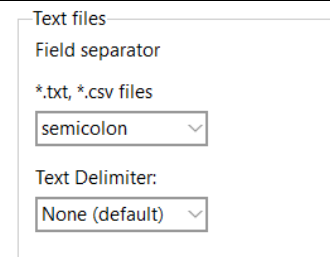 Text files
Field separator
*.txt, *.csv files
semicolon
Text Delimiter:
None (default)